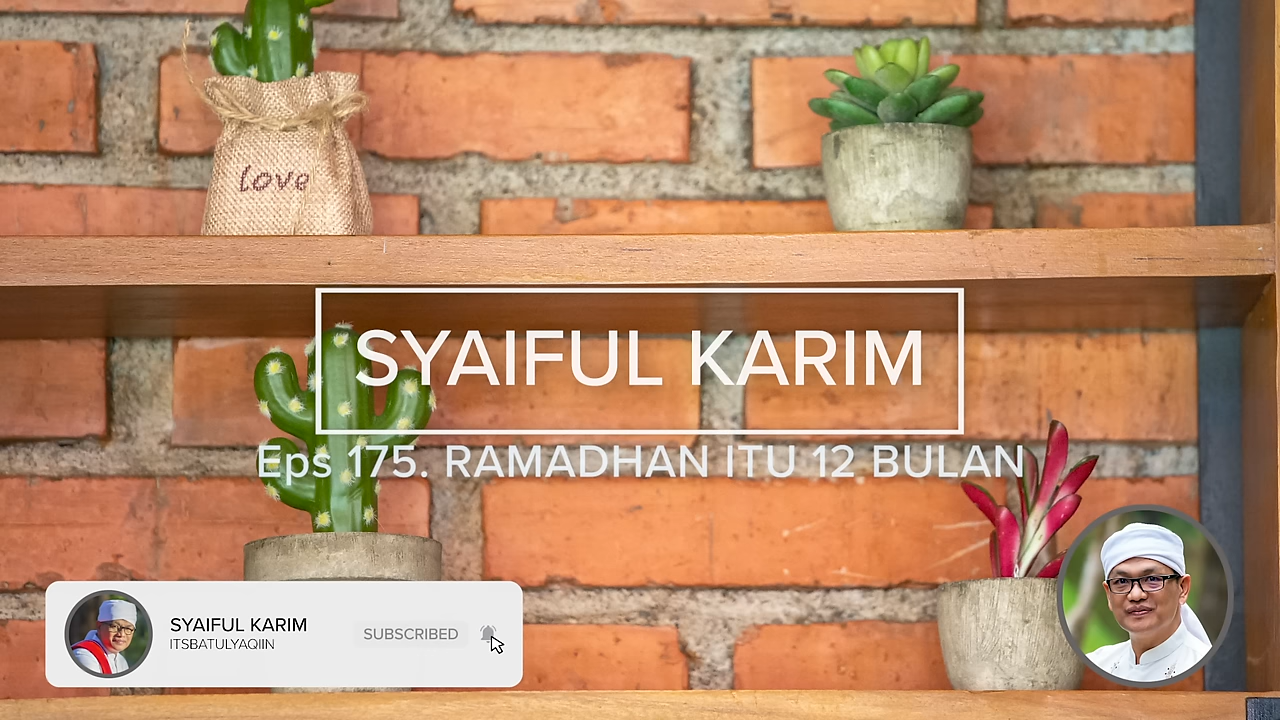 love
SYAIFUL KARIM
Eps 175. RAMADHAN ITU 12 BULAN
SYAIFUL KARIM
ITSBATULYAQIIN
SUBSCRIBED